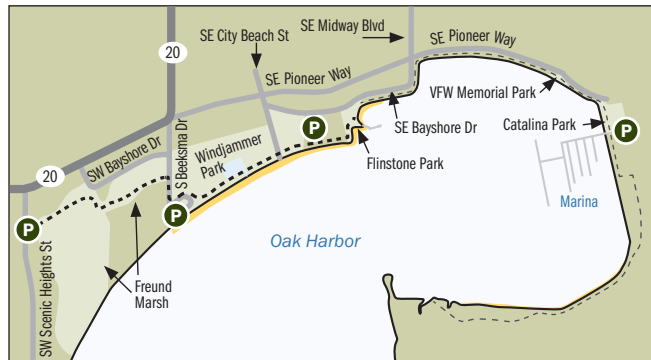 SE Midway Blvd
SE City Beach St
SE Pioneer Way
20
SE Pioneer Way
VFW Memorial Park
SW Bayshore Dr
S Beeksma Dr
Windjammer
Park
P
SE Bayshore Dr
Catalina Park
P
Flinstone Park
20
P
P
Marina
Oak Harbor
SW Scenic Heights St
Freund
Marsh